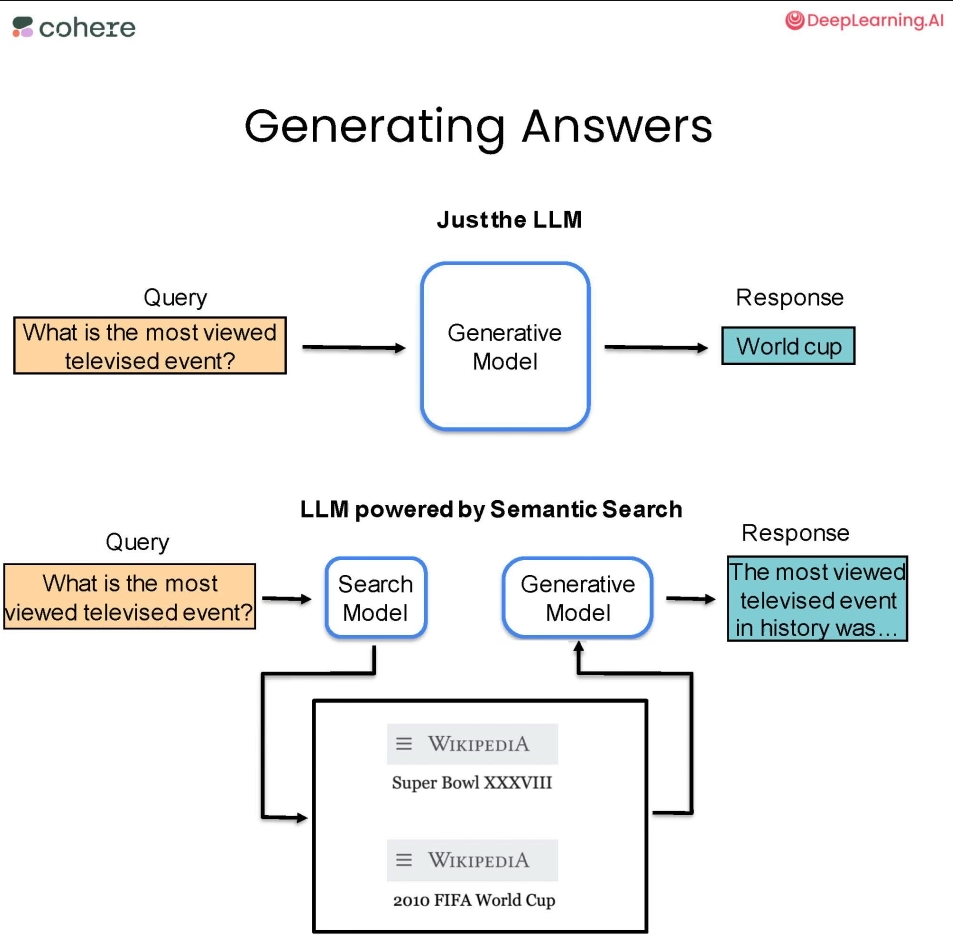 cohere
DeepLearning.AI
Generating Answers
Just the LLM
Query
What is the most viewed
televised event?
Generative
Model
Response
World cup
LLM powered by Semantic Search
Query
What is the most
viewed televised event?
Search
Model
Generative
Model
Response
The most viewed
televised event
in history was...
WIKIPEDIA
Super Bowl XXXVIII
WIKIPEDIA
2010 FIFA World Cup